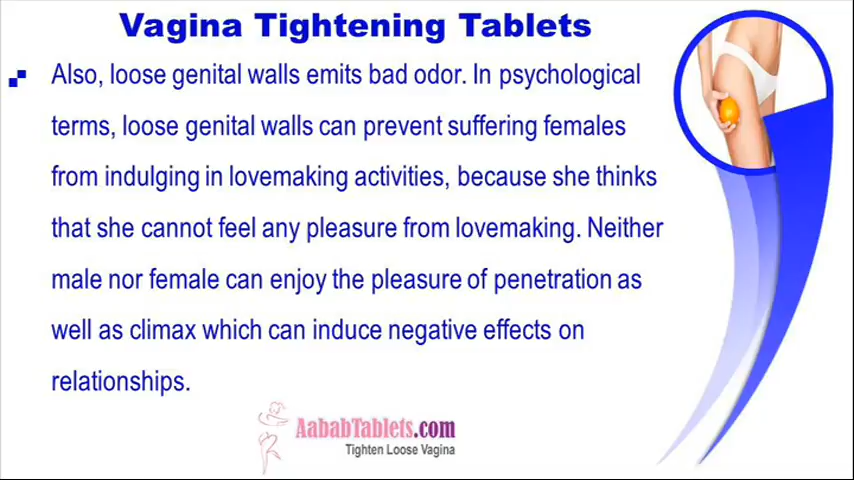 Vagina Tightening Tablets
Also, loose genital walls emits bad odor. In psychological
terms, loose genital walls can prevent suffering females
from indulging in lovemaking activities, because she thinks
that she cannot feel any pleasure from lovemaking. Neither
male nor female can enjoy the pleasure of penetration as
well as climax which can induce negative effects on
relationships.
AababTablets.com
Tighten Loose Vagina